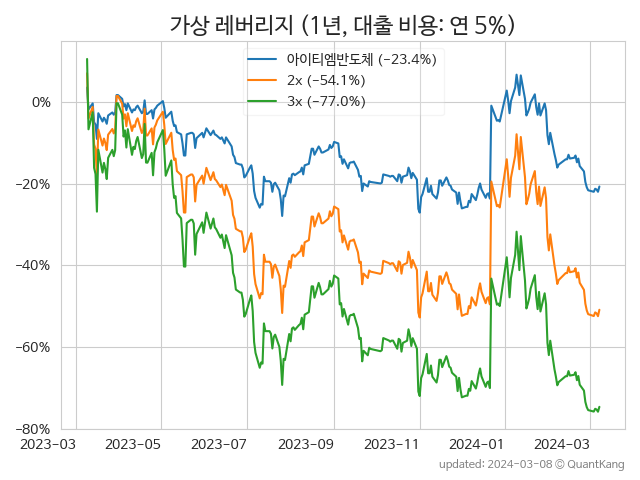 가상 레버리지 (1년, 대출 비용: 연 5%)
아이티엠반도체 (−23.4%)
2x (−54.1%)
3x (−77.0%)
0%
−20%
−40%
−60%
−80%
2023-03 2023-05 2023-07 2023-09 2023-11 2024-01 2024-03
updated: 2024-03-08 © QuantKang